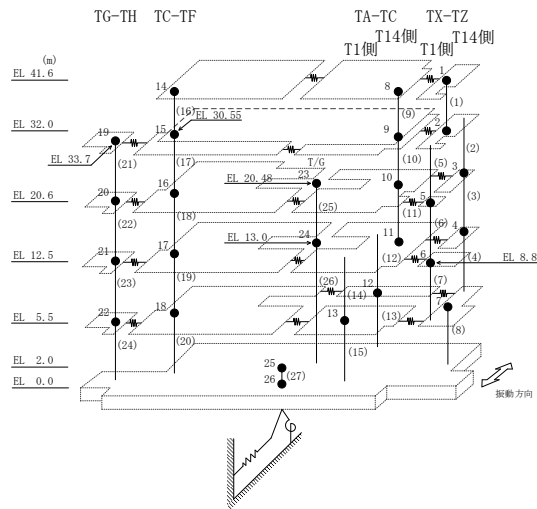 TG-TH TC-TF TA-TC TX-TZ
T1側 T14側 T1側 T14側
(m)
EL 41.6
14 8 1
(16) EL 30.55 (9) (1)
EL 32.0
19 15 9 2
EL 33.7 (21) (17) (10) (2)
T/G
EL 20.6
20 16 EL 20.48 23 10 (5) 5 3
(22) (18) (25) (11) (3)
EL 12.5
21 17 EL 13.0 24 11 (6) 6 4
(23) (19) (12) (4) EL 8.8
(26) (14) 12 (7)
EL 5.5
22 18 13 (13) 7
(24) (20) (15) (8)
EL 2.0
25
EL 0.0
26 (27)
振動方向